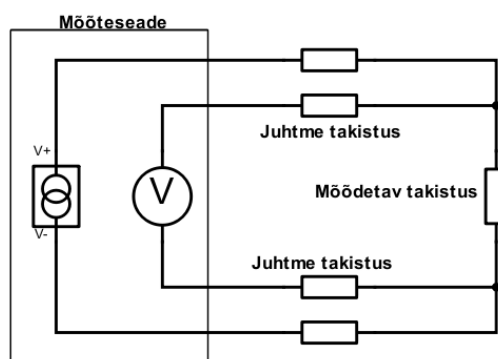 Mõõteseade
Juhtme takistus
V+
V
Mõõdetav takistus
V-
Juhtme takistus